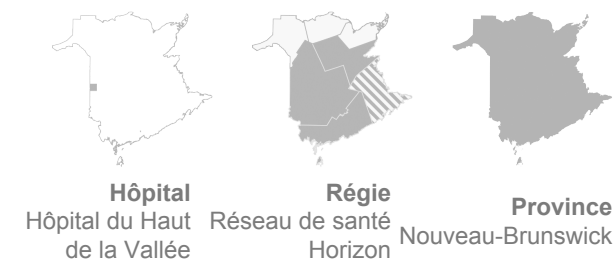 Hôpital
Hôpital du Haut
de la Vallée
Régie
Réseau de santé
Horizon
Province
Nouveau-Brunswick